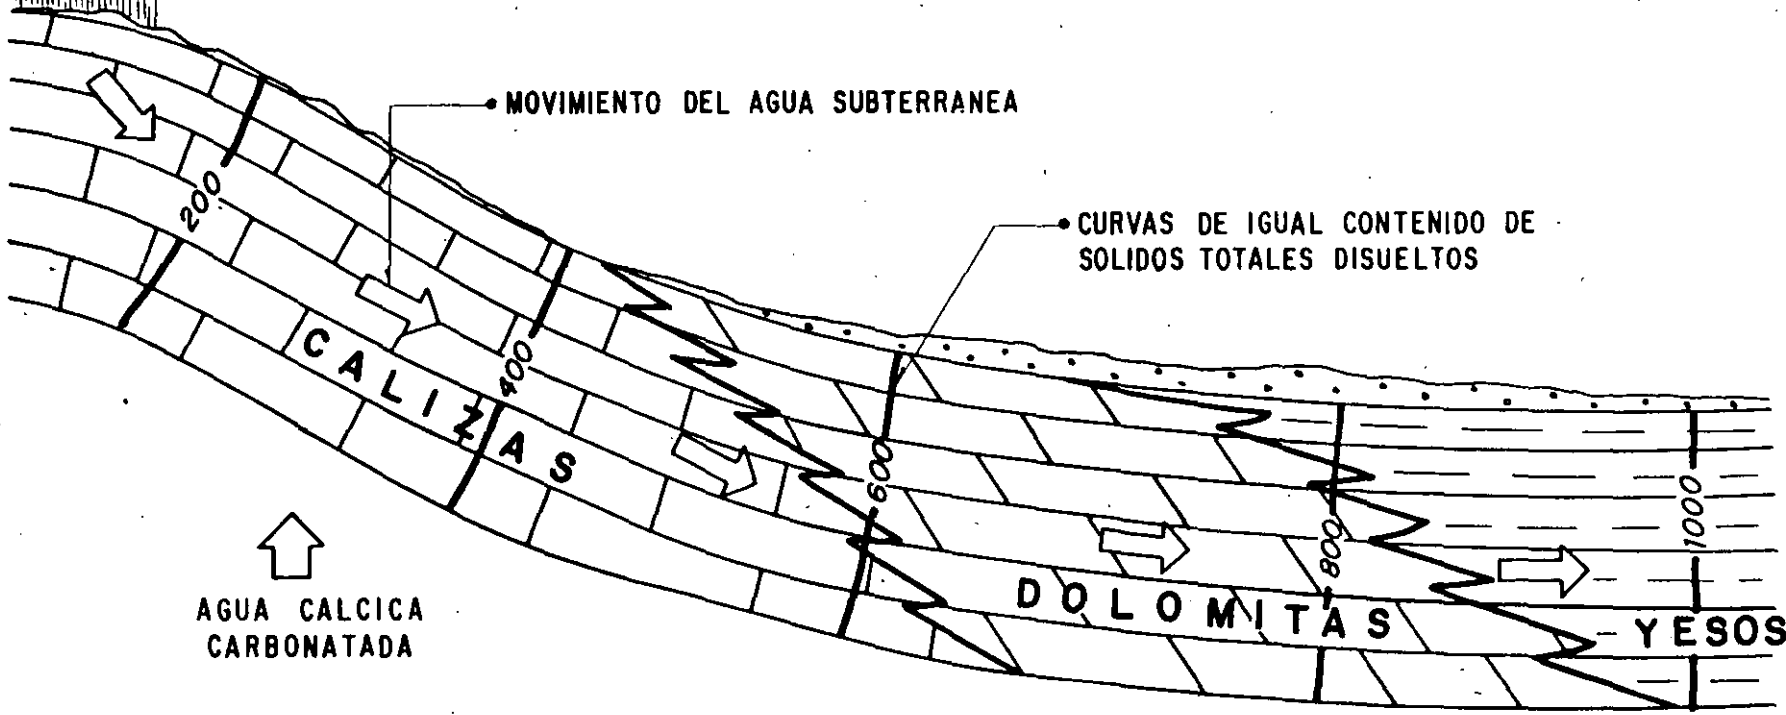 MOVIMIENTO DEL AGUA SUBTERRANEA
CURVAS DE IGUAL CONTENIDO DE
SOLIDOS TOTALES DISUELTOS
200
400
600
800
1000
CALIZAS
DOLOMITAS
YESOS
AGUA CALCICA
CARBONATADA